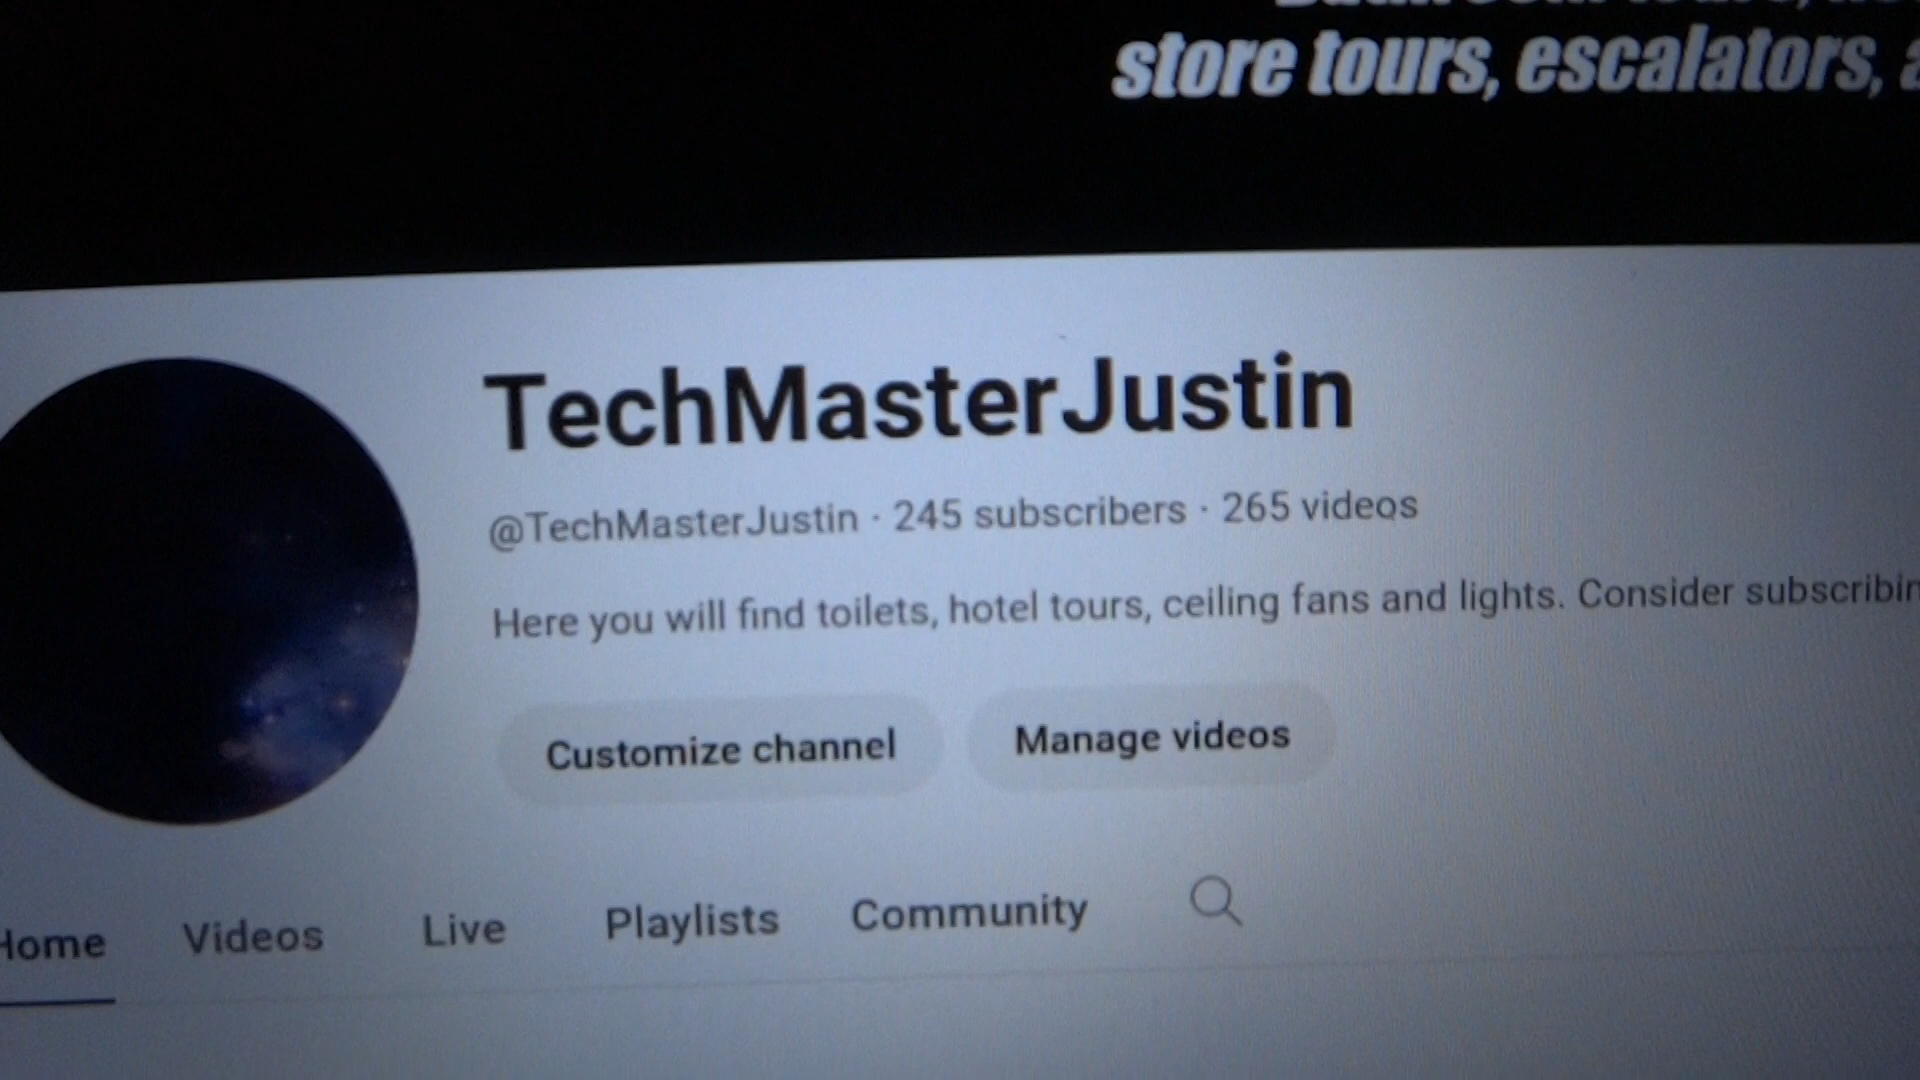 store tours, escalators,
TechMasterJustin
@TechMasterJustin · 245 subscribers · 265 videos
Here you will find toilets, hotel tours, ceiling fans and lights. Consider
Customize channel Manage videos
Home Videos Live Playlists Community